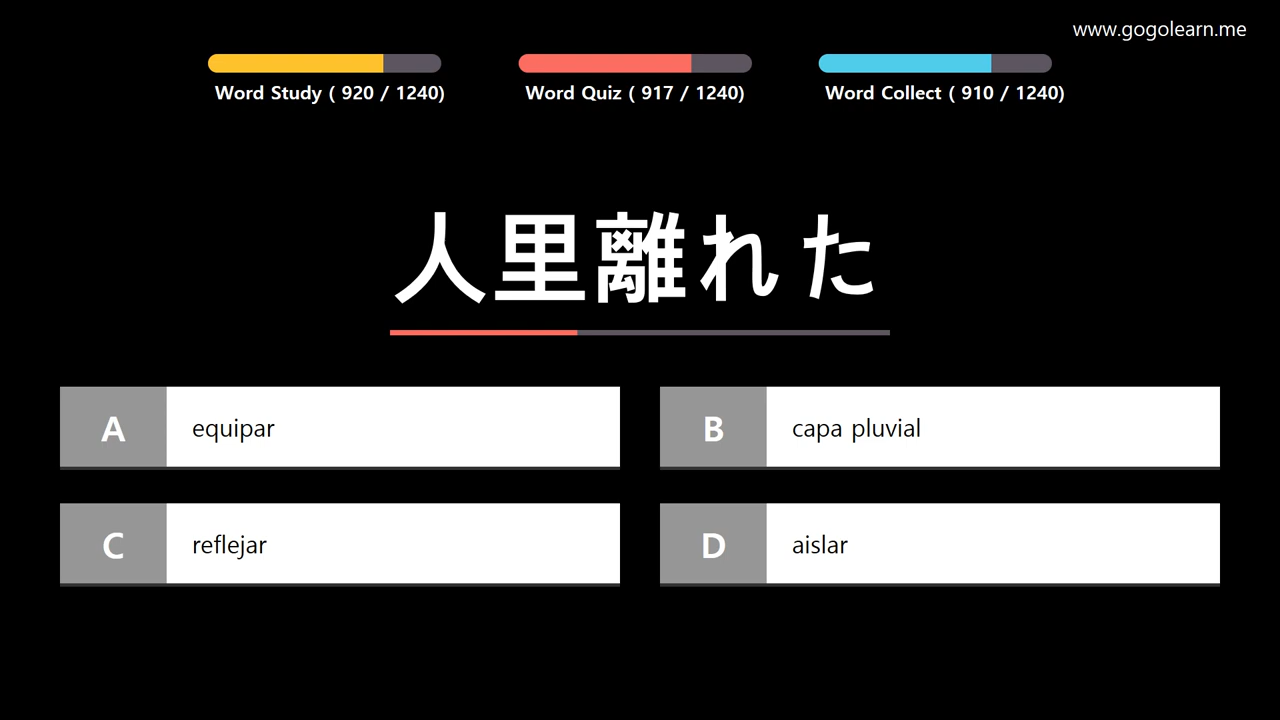 www.gogolearn.me
Word Study ( 920 / 1240)
Word Quiz ( 917 / 1240)
Word Collect ( 910 / 1240)
人里離れた
A equipar
B capa pluvial
C reflejar
D aislar